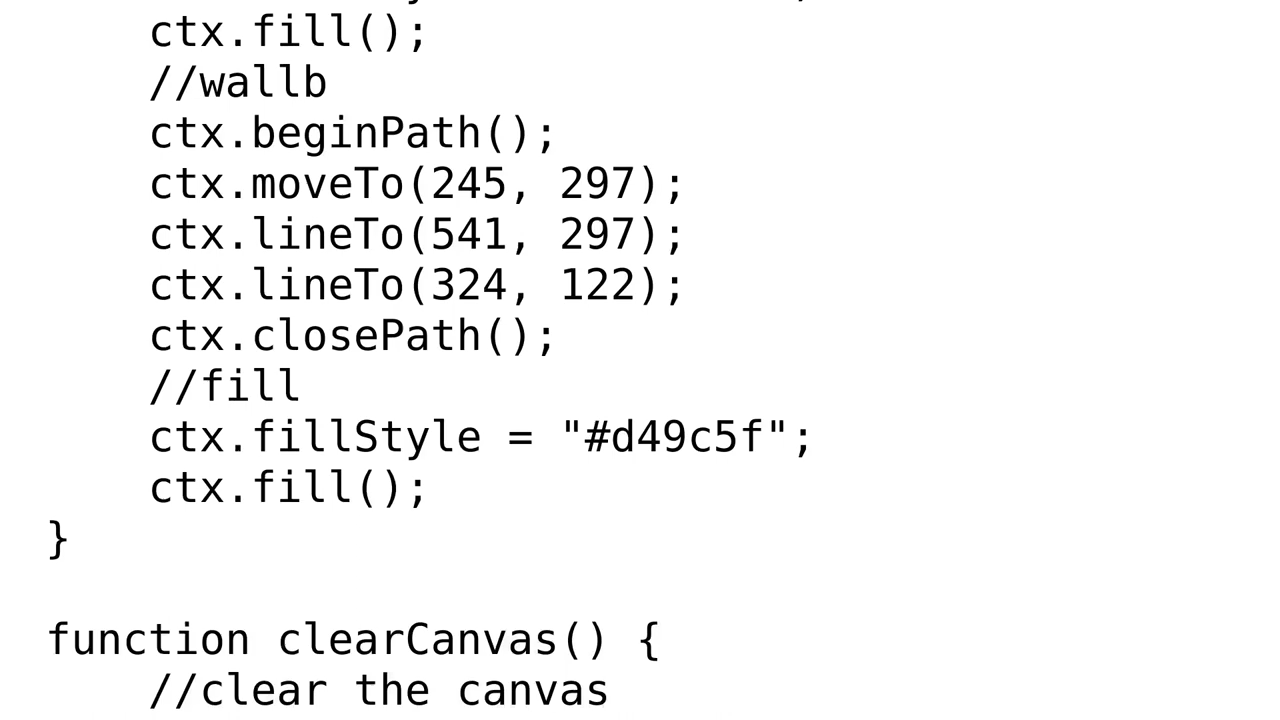 ctx.fill();
//wallb
ctx.beginPath();
ctx.moveTo(245, 297);
ctx.lineTo(541, 297);
ctx.lineTo(324, 122);
ctx.closePath();
//fill
ctx.fillStyle = "#d49c5f";
ctx.fill();
}
function clearCanvas() {
//clear the canvas